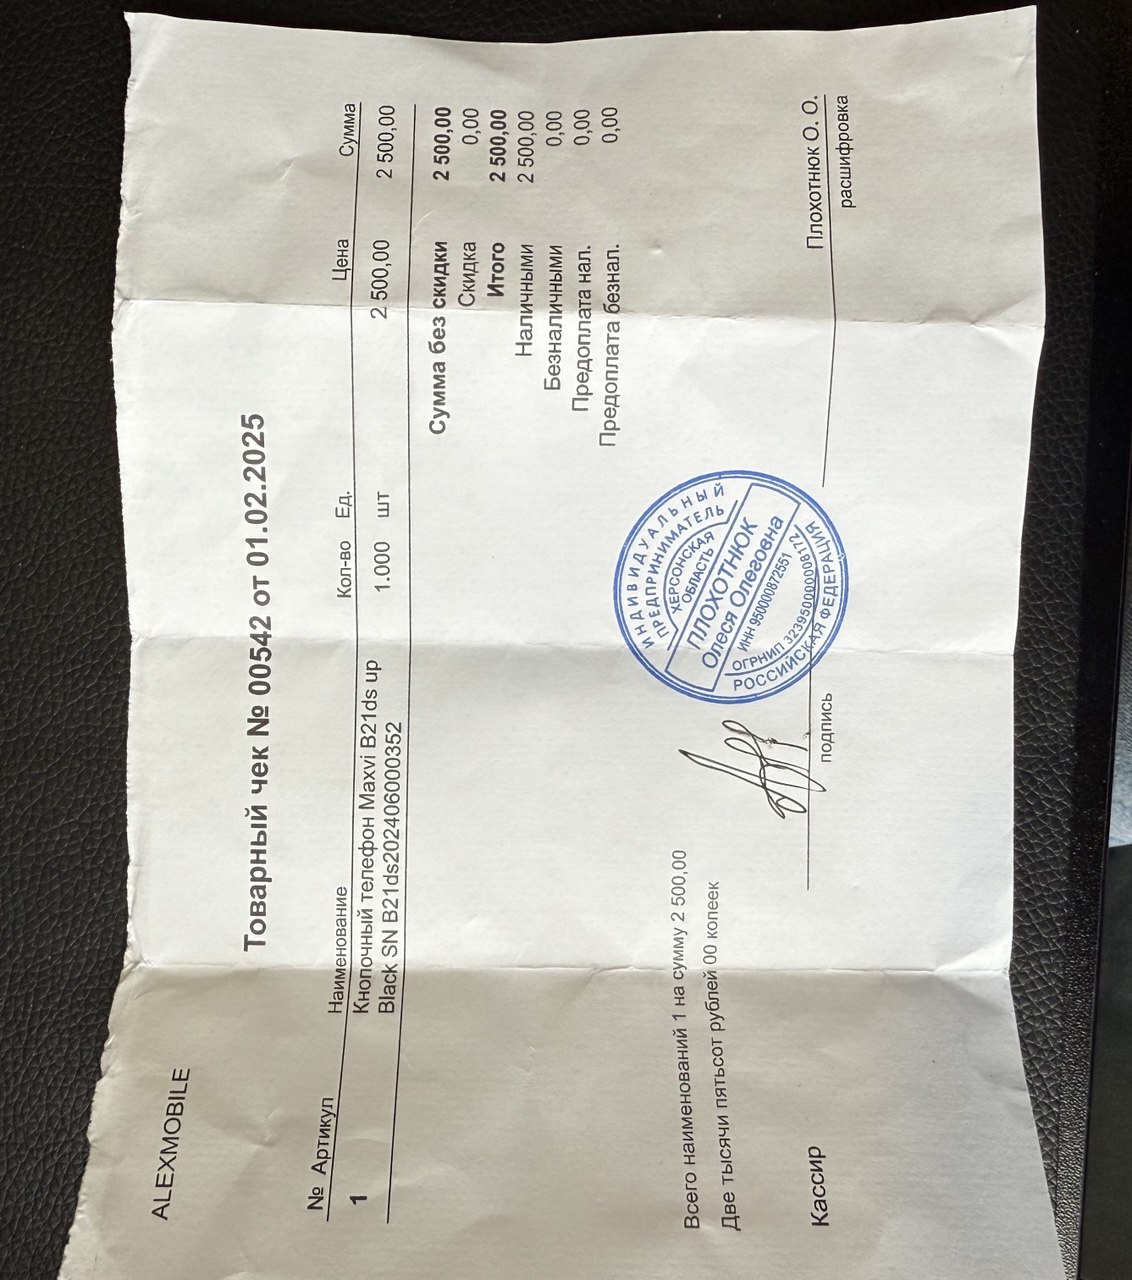 ALEXMOBILE
Товарный чек № 00542 от 01.02.2025
№ Артикул Наименование Кол-во Ед. Цена Сумма
1 Кнопочный телефон Maxvi B21ds up 1.000 шт 2 500,00 2 500,00
Black SN B21ds202406000352
Сумма без скидки 2 500,00
Скидка 0,00
Итого 2 500,00
Наличными 2 500,00
Безналичными 0,00
Предоплата нал. 0,00
Предоплата безнал. 0,00
Всего наименований 1 на сумму 2 500,00
Две тысячи пятьсот рублей 00 копеек
ИНДИВИДУАЛЬНЫЙ
ПРЕДПРИНИМАТЕЛЬ
ХЕРСОНСКАЯ
ОБЛАСТЬ
ПЛОХОТНЮК
Олеся Олеговна
ИНН 950000872551
ОГРНИП 323950000008172
РОССИЙСКАЯ ФЕДЕРАЦИЯ
Кассир Плохотнюк О. О.
подпись расшифровка